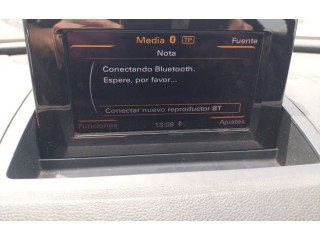 Media TP
Fuente
Nota
Conectando Bluetooth.
Espere, por favor...
Conectar nuevo reproductor BT
Funciones
13:08
Ajustes